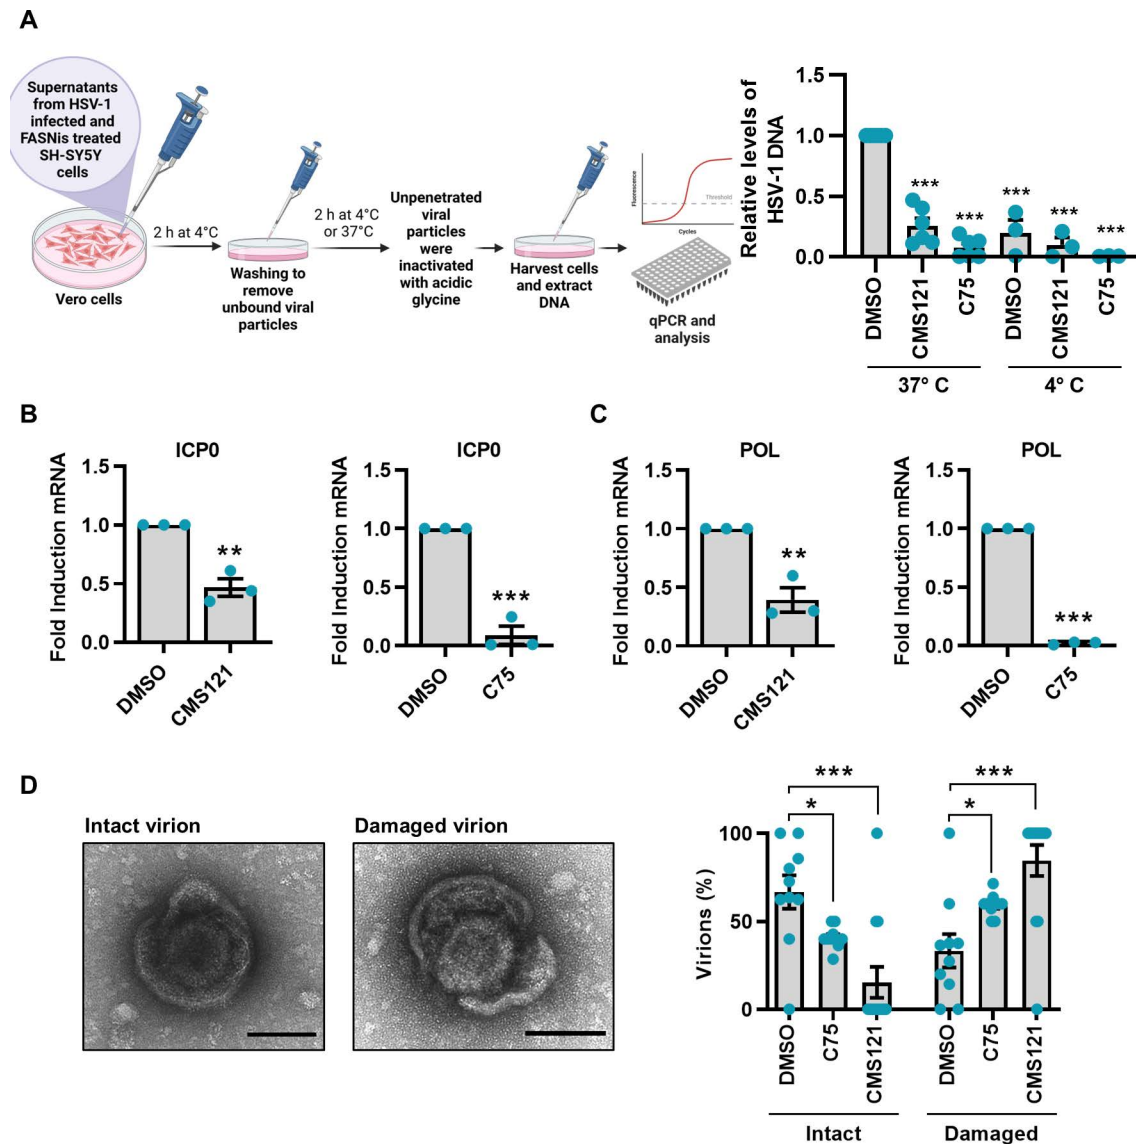 A
Supernatants
from HSV-1
infected and
FASNis treated
SH-SY5Y
cells
Vero cells
2 h at 4°C
Washing to
remove
unbound viral
particles
2 h at 4°C
or 37°C
Unpenetrated
viral
particles
were
inactivated
with acidic
glycine
Harvest cells
and extract
DNA
Fluorescence
Threshold
Cycles
qPCR and
analysis
Relative levels of
HSV-1 DNA
1.5
1.0
0.5
0.0
***
***
***
***
***
DMSO
CMS121
C75
DMSO
CMS121
C75
37° C
4° C
B
ICP0
Fold Induction mRNA
1.5
1.0
0.5
0.0
**
DMSO
CMS121
ICP0
Fold Induction mRNA
1.5
1.0
0.5
0.0
***
DMSO
C75
C
POL
Fold Induction mRNA
1.5
1.0
0.5
0.0
**
DMSO
CMS121
POL
Fold Induction mRNA
1.5
1.0
0.5
0.0
***
DMSO
C75
D
Intact virion
Damaged virion
Virions (%)
100
50
0
***
*
***
*
DMSO
C75
CMS121
DMSO
C75
CMS121
Intact
Damaged